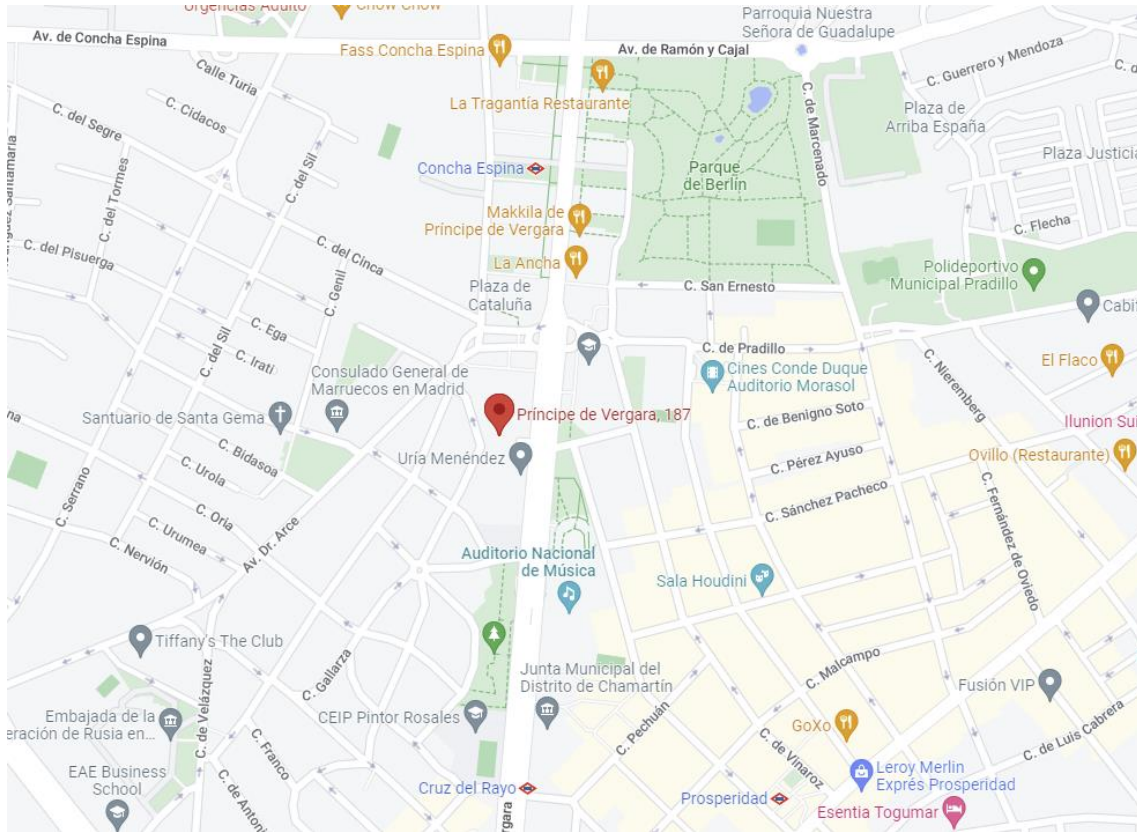 Urgencias Adulto
Chow Chow
Parroquia Nuestra
Señora de Guadalupe
Av. de Concha Espina
Fass Concha Espina
Av. de Ramón y Cajal
C. Guerrero y Mendoza
Calle Turia
C. Cidacos
La Tragantía Restaurante
C. de Marcenado
Plaza de
Arriba España
C. del Segre
C. del Sil
Concha Espina
Parque
de Berlín
Plaza Justicia
C. del Tormes
Makkila de
Príncipe de Vergara
C. Flecha
C. del Pisuerga
C. del Cinca
La Ancha
Polideportivo
Municipal Pradillo
C. Genil
Plaza de
Cataluña
C. San Ernesto
Cabif
C. Ega
C. Irati
C. del Sil
C. de Pradillo
C. Nieremberg
El Flaco
Consulado General de
Marruecos en Madrid
Cines Conde Duque
Auditorio Morasol
Santuario de Santa Gema
Príncipe de Vergara, 187
C. de Benigno Soto
Ilunion Sui
C. Bidasoa
Uría Menéndez
C. Pérez Ayuso
Ovillo (Restaurante)
C. Serrano
C. Urola
C. Orla
C. Sánchez Pacheco
C. Fernández de Oviedo
C. Urumea
Av. Dr. Arce
C. Nervión
Auditorio Nacional
de Música
Sala Houdini
Tiffany's The Club
C. Gallarza
Junta Municipal del
Distrito de Chamartín
C. Malcampo
Fusión VIP
Embajada de la
eración de Rusia en...
C. de Velázquez
CEIP Pintor Rosales
C. Pechuán
GoXo
C. de Vinaroz
C. de Luis Cabrera
EAE Business
School
C. Franco
C. de Antonio
Cruz del Rayo
Prosperidad
Leroy Merlin
Exprés Prosperidad
Esentia Togumar
ergara